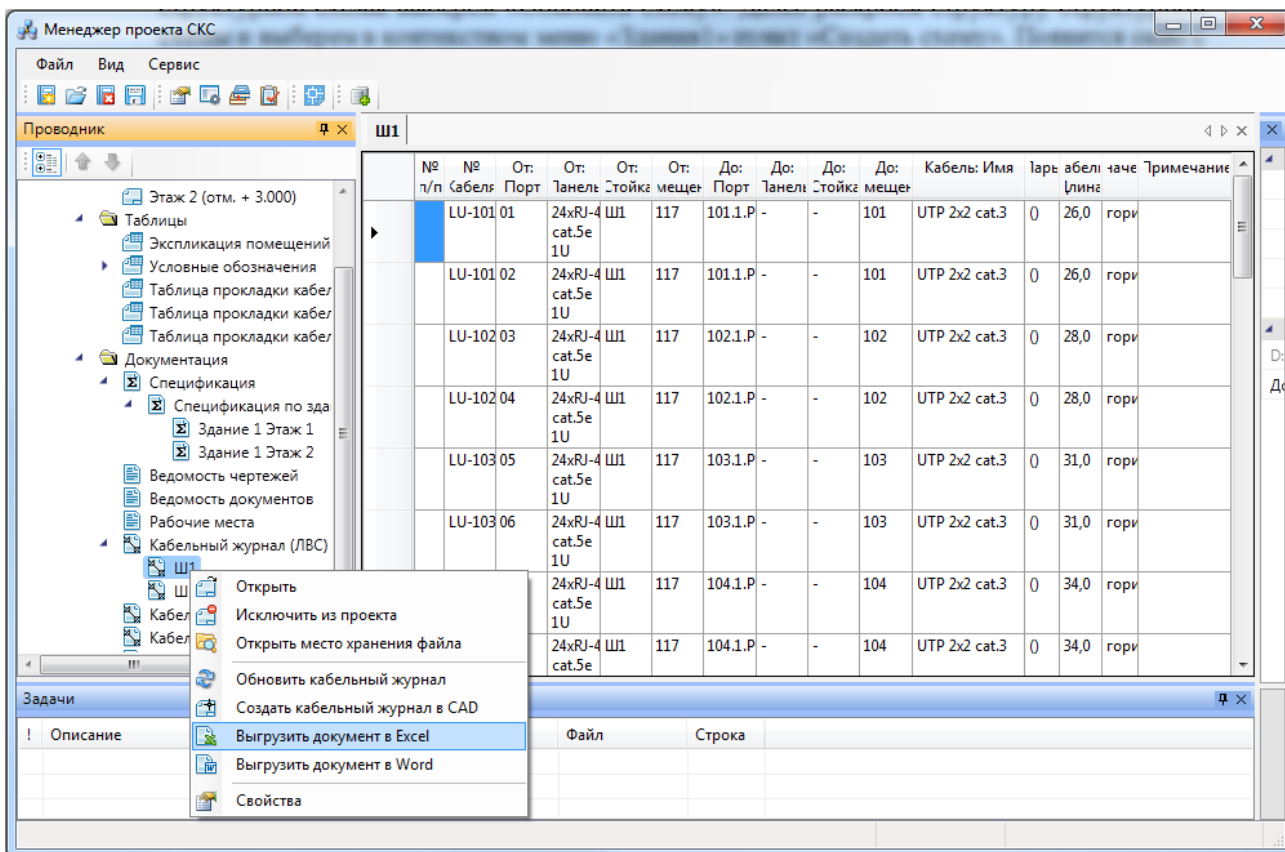 Менеджер проекта СКС
Файл Вид Сервис
Проводник
Этаж 2 (отм. + 3.000)
Таблицы
Экспликация помещений
Условные обозначения
Таблица прокладки кабел
Таблица прокладки кабел
Таблица прокладки кабел
Документация
Спецификация
Спецификация по зда
Здание 1 Этаж 1
Здание 1 Этаж 2
Ведомость чертежей
Ведомость документов
Рабочие места
Кабельный журнал (ЛВС)
Ш1
Ш
Кабел
Кабел
Ш1
№ № От: От: От: От: До: До: До: До: Кабель: Имя Примечание
п/п Порт Порт
LU-101 01 24xRJ-4 Ш1 117 101.1.Р - - 101 UTP 2x2 cat.3 () 26,0 гори
cat.5e
1U
LU-101 02 24xRJ-4 Ш1 117 101.1.Р - - 101 UTP 2x2 cat.3 () 26,0 гори
cat.5e
1U
LU-102 03 24xRJ-4 Ш1 117 102.1.Р - - 102 UTP 2x2 cat.3 () 28,0 гори
cat.5e
1U
LU-102 04 24xRJ-4 Ш1 117 102.1.Р - - 102 UTP 2x2 cat.3 () 28,0 гори
cat.5e
1U
LU-103 05 24xRJ-4 Ш1 117 103.1.Р - - 103 UTP 2x2 cat.3 () 31,0 гори
cat.5e
1U
LU-103 06 24xRJ-4 Ш1 117 103.1.Р - - 103 UTP 2x2 cat.3 () 31,0 гори
cat.5e
1U
24xRJ-4 Ш1 117 104.1.Р - - 104 UTP 2x2 cat.3 () 34,0 гори
cat.5e
1U
24xRJ-4 Ш1 117 104.1.Р - - 104 UTP 2x2 cat.3 () 34,0 гори
cat.5e
D:
До
Открыть
Исключить из проекта
Открыть место хранения файла
Обновить кабельный журнал
Создать кабельный журнал в CAD
Выгрузить документ в Excel
Выгрузить документ в Word
Свойства
Задачи
! Описание Файл Строка